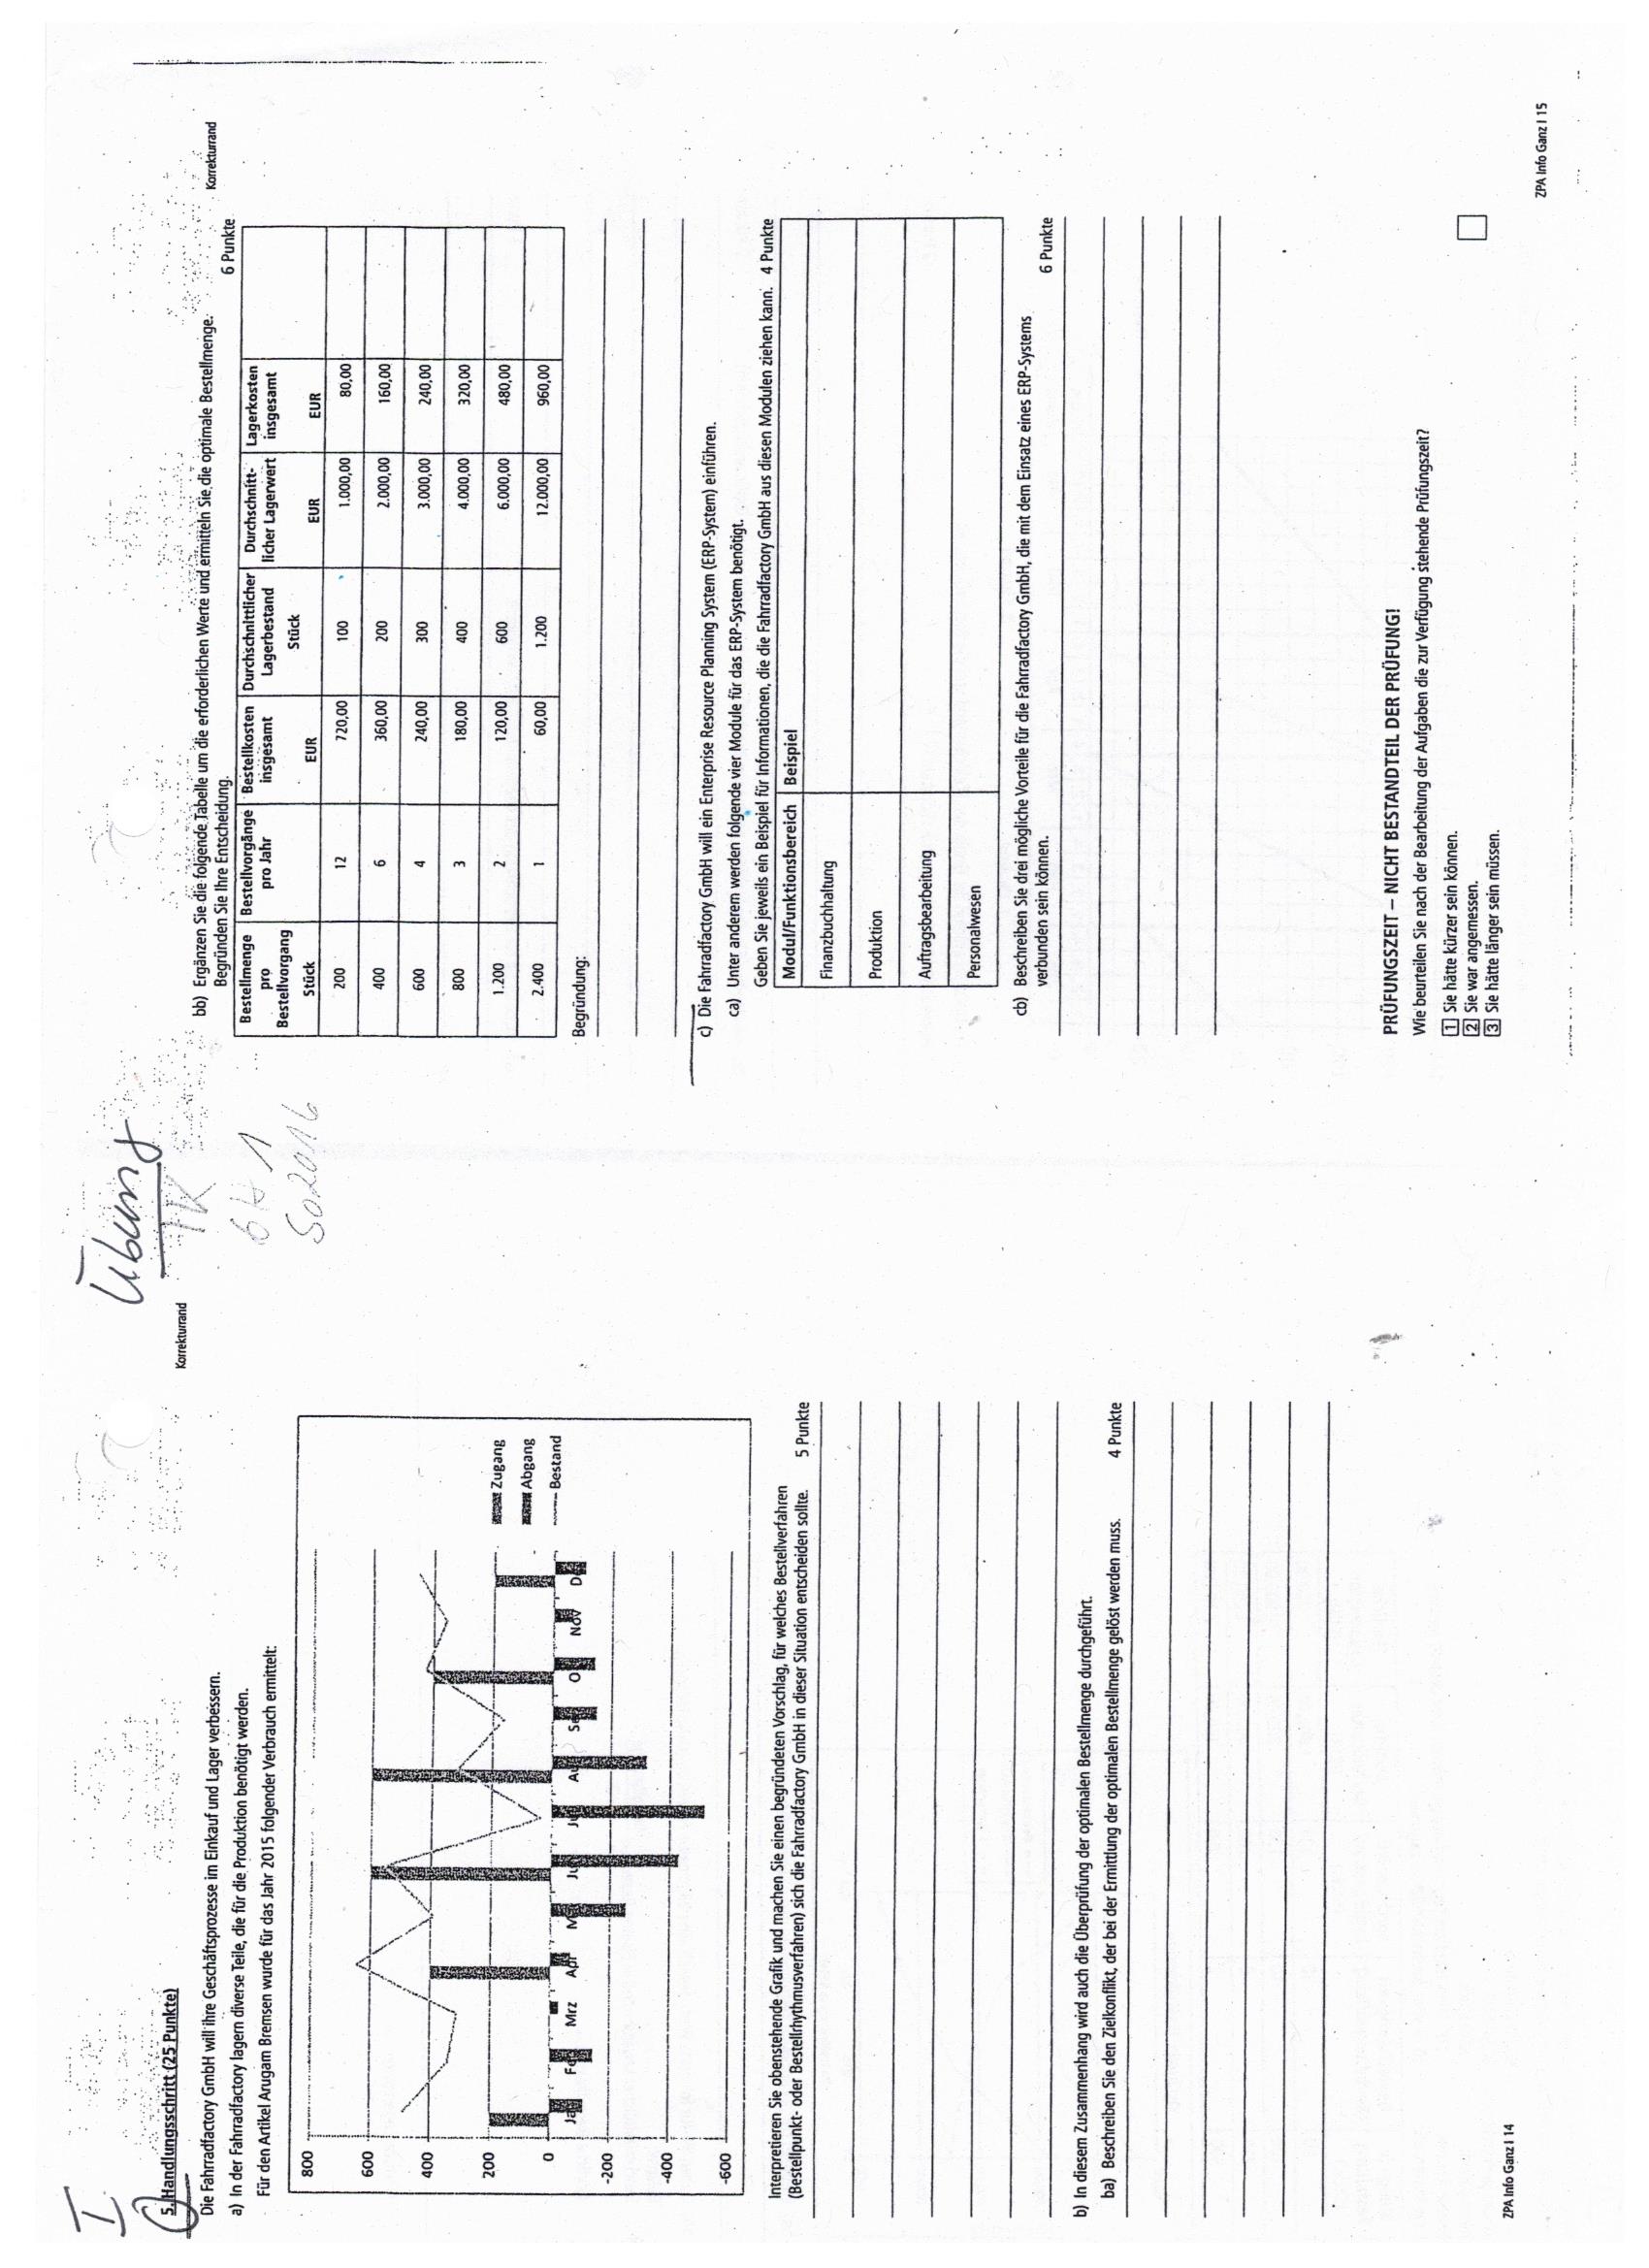 I
Übung
TK
GH 1
So2016
5. Handlungsschritt (25 Punkte)
Korrekturrand
Die Fahrradfactory GmbH will ihre Geschäftsprozesse im Einkauf und Lager verbessern.
a) In der Fahrradfactory lagern diverse Teile, die für die Produktion benötigt werden.
Für den Artikel Arugam Bremsen wurde für das Jahr 2015 folgender Verbrauch ermittelt:
800
600
400
200
0
-200
-400
-600
Jan Feb Mrz Apr Mai Jun Jul Aug Sep Okt Nov Dez
Zugang
Abgang
Bestand
Interpretieren Sie obenstehende Grafik und machen Sie einen begründeten Vorschlag, für welches Bestellverfahren
(Bestellpunkt- oder Bestellrhythmusverfahren) sich die Fahrradfactory GmbH in dieser Situation entscheiden sollte. 5 Punkte
b) In diesem Zusammenhang wird auch die Überprüfung der optimalen Bestellmenge durchgeführt.
ba) Beschreiben Sie den Zielkonflikt, der bei der Ermittlung der optimalen Bestellmenge gelöst werden muss. 4 Punkte
ZPA Info Ganz I 14
bb) Ergänzen Sie die folgende Tabelle um die erforderlichen Werte und ermitteln Sie die optimale Bestellmenge.
Begründen Sie Ihre Entscheidung. 6 Punkte
Korrekturrand
Bestellmenge pro Bestellvorgang Stück Bestellvorgänge pro Jahr Bestellkosten insgesamt EUR Durchschnittlicher Lagerbestand Stück Durchschnitt-licher Lagerwert EUR Lagerkosten insgesamt EUR
200 12 720,00 100 1.000,00 80,00
400 6 360,00 200 2.000,00 160,00
600 4 240,00 300 3.000,00 240,00
800 3 180,00 400 4.000,00 320,00
1.200 2 120,00 600 6.000,00 480,00
2.400 1 60,00 1.200 12.000,00 960,00
Begründung:
c) Die Fahrradfactory GmbH will ein Enterprise Resource Planning System (ERP-System) einführen.
ca) Unter anderem werden folgende vier Module für das ERP-System benötigt.
Geben Sie jeweils ein Beispiel für Informationen, die die Fahrradfactory GmbH aus diesen Modulen ziehen kann. 4 Punkte
Modul/Funktionsbereich Beispiel
Finanzbuchhaltung
Produktion
Auftragsbearbeitung
Personalwesen
cb) Beschreiben Sie drei mögliche Vorteile für die Fahrradfactory GmbH, die mit dem Einsatz eines ERP-Systems
verbunden sein können. 6 Punkte
PRÜFUNGSZEIT – NICHT BESTANDTEIL DER PRÜFUNG!
Wie beurteilen Sie nach der Bearbeitung der Aufgaben die zur Verfügung stehende Prüfungszeit?
1 Sie hätte kürzer sein können.
2 Sie war angemessen.
3 Sie hätte länger sein müssen.
ZPA Info Ganz I 15